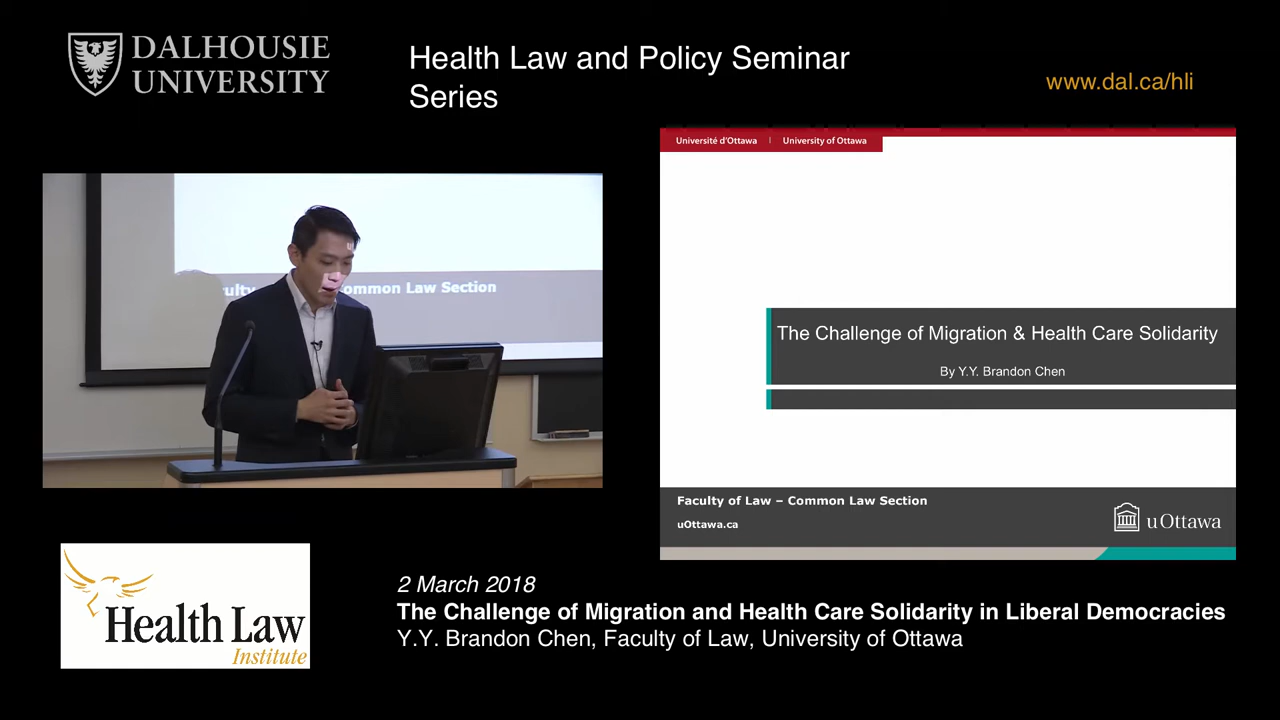 DALHOUSIE
UNIVERSITY
Health Law and Policy Seminar
Series
www.dal.ca/hli
Université d'Ottawa | University of Ottawa
The Challenge of Migration & Health Care Solidarity
By Y.Y. Brandon Chen
Faculty of Law – Common Law Section
uOttawa.ca
uOttawa
ulty
ommon Law Section
Health Law
Institute
2 March 2018
The Challenge of Migration and Health Care Solidarity in Liberal Democracies
Y.Y. Brandon Chen, Faculty of Law, University of Ottawa